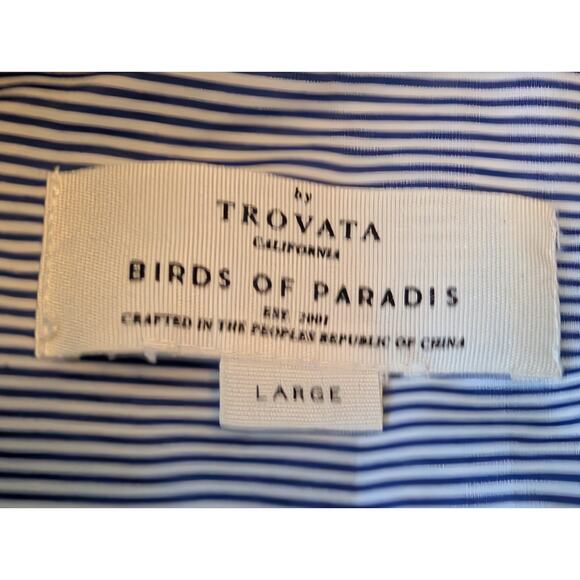 by
TROVATA
CALIFORNIA
BIRDS OF PARADIS
EST. 2001
CRAFTED IN THE PEOPLES REPUBLIC OF CHINA
LARGE